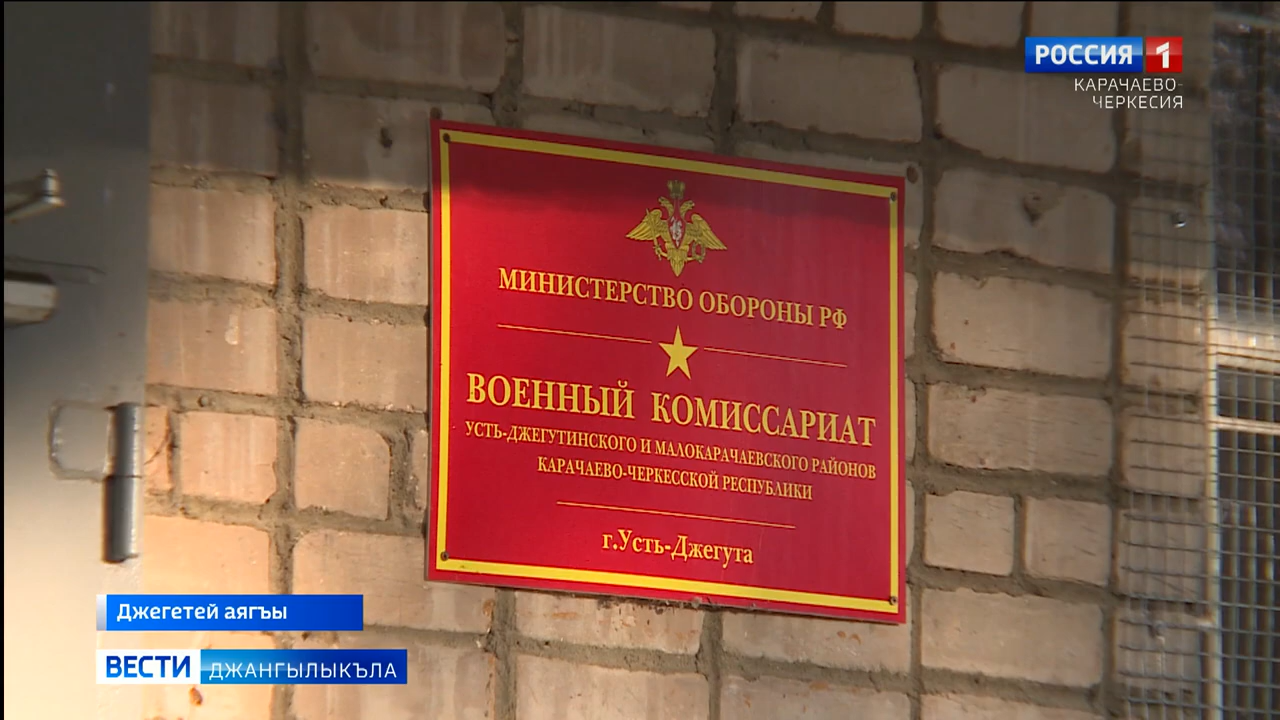 РОССИЯ 1
КАРАЧАЕВО-
ЧЕРКЕСИЯ
МИНИСТЕРСТВО ОБОРОНЫ РФ
ВОЕННЫЙ КОМИССАРИАТ
УСТЬ-ДЖЕГУТИНСКОГО И МАЛОКАРАЧАЕВСКОГО РАЙОНОВ
КАРАЧАЕВО-ЧЕРКЕССКОЙ РЕСПУБЛИКИ
г.Усть-Джегута
Джегетей аягъы
ВЕСТИ ДЖАНГЫЛЫКЪЛА